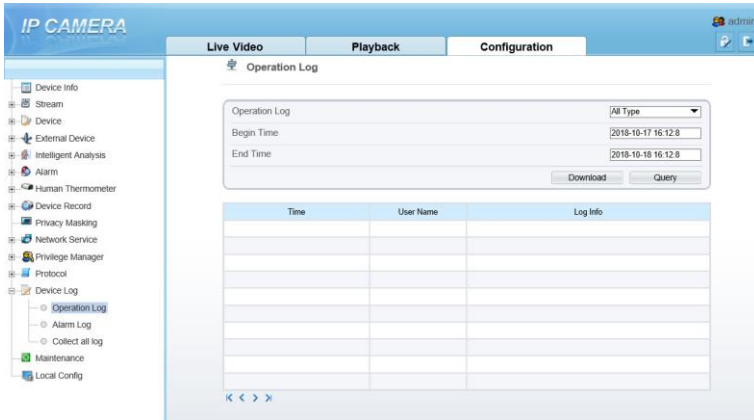 IP CAMERA
admin
Live Video Playback Configuration
Operation Log
Device Info
Stream
Device
External Device
Intelligent Analysis
Alarm
Human Thermometer
Device Record
Privacy Masking
Network Service
Privilege Manager
Protocol
Device Log
Operation Log
Alarm Log
Collect all log
Maintenance
Local Config
Operation Log All Type
Begin Time 2018-10-17 16:12:8
End Time 2018-10-18 16:12:8
Download Query
Time User Name Log Info